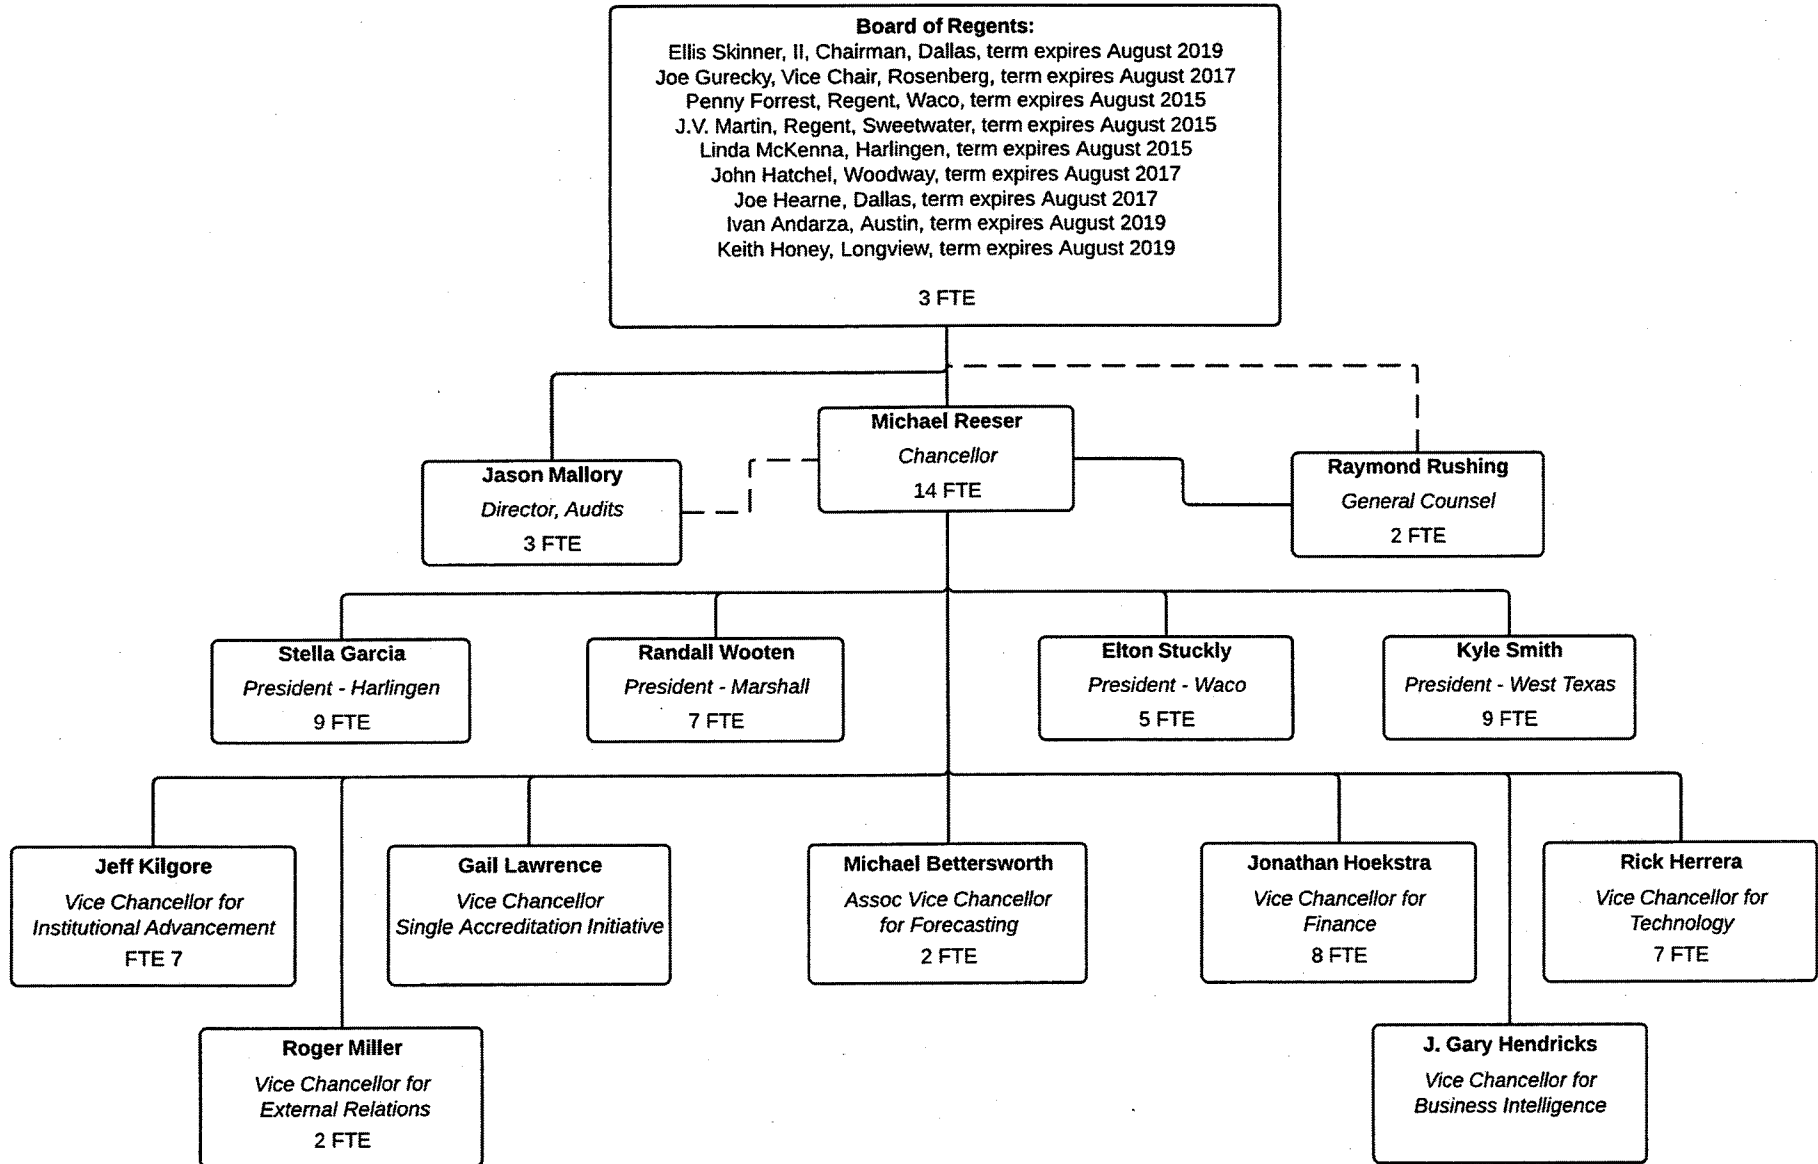 Board of Regents:
Ellis Skinner, II, Chairman, Dallas, term expires August 2019
Joe Gurecky, Vice Chair, Rosenberg, term expires August 2017
Penny Forrest, Regent, Waco, term expires August 2015
J.V. Martin, Regent, Sweetwater, term expires August 2015
Linda McKenna, Harlingen, term expires August 2015
John Hatchel, Woodway, term expires August 2017
Joe Hearne, Dallas, term expires August 2017
Ivan Andarza, Austin, term expires August 2019
Keith Honey, Longview, term expires August 2019
3 FTE
Michael Reeser
Chancellor
14 FTE
Jason Mallory
Director, Audits
3 FTE
Raymond Rushing
General Counsel
2 FTE
Stella Garcia
President - Harlingen
9 FTE
Randall Wooten
President - Marshall
7 FTE
Elton Stuckly
President - Waco
5 FTE
Kyle Smith
President - West Texas
9 FTE
Jeff Kilgore
Vice Chancellor for
Institutional Advancement
FTE 7
Gail Lawrence
Vice Chancellor
Single Accreditation Initiative
Michael Bettersworth
Assoc Vice Chancellor
for Forecasting
2 FTE
Jonathan Hoekstra
Vice Chancellor for
Finance
8 FTE
Rick Herrera
Vice Chancellor for
Technology
7 FTE
Roger Miller
Vice Chancellor for
External Relations
2 FTE
J. Gary Hendricks
Vice Chancellor for
Business Intelligence